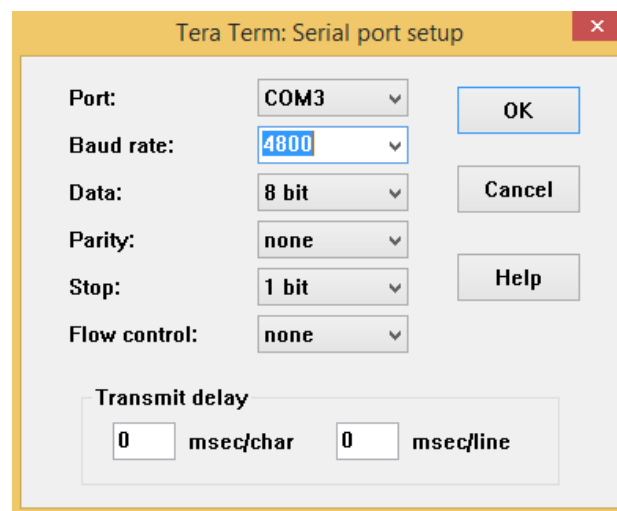 Tera Term: Serial port setup
Port: COM3 OK
Baud rate: 4800
Data: 8 bit Cancel
Parity: none
Stop: 1 bit Help
Flow control: none
Transmit delay
0 msec/char 0 msec/line